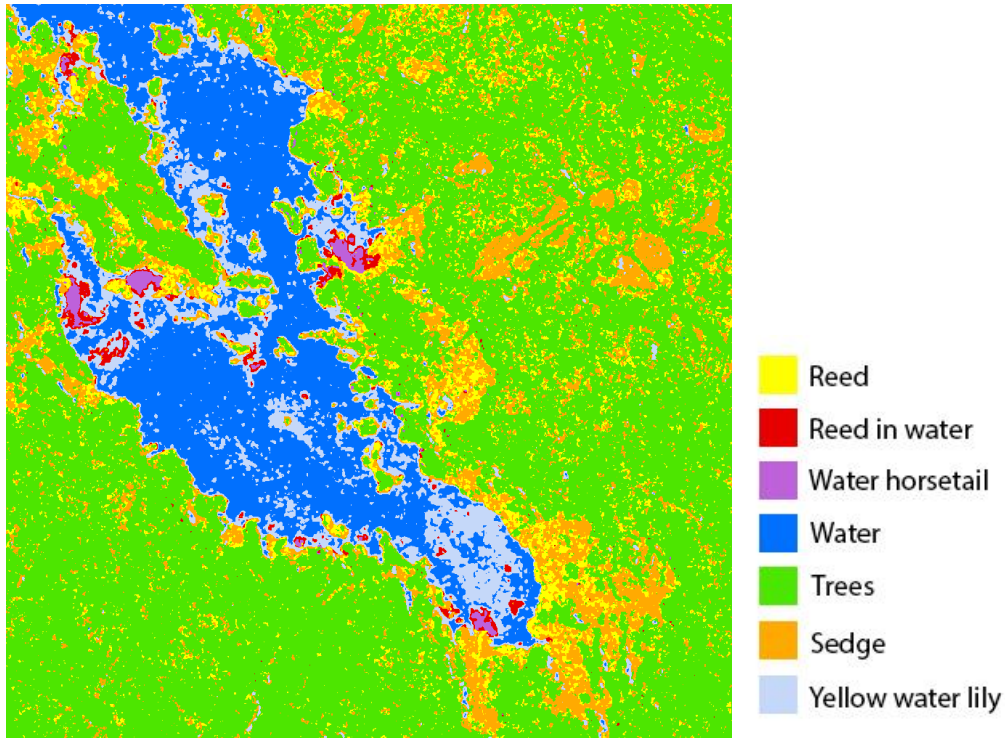 Reed
Reed in water
Water horsetail
Water
Trees
Sedge
Yellow water lily